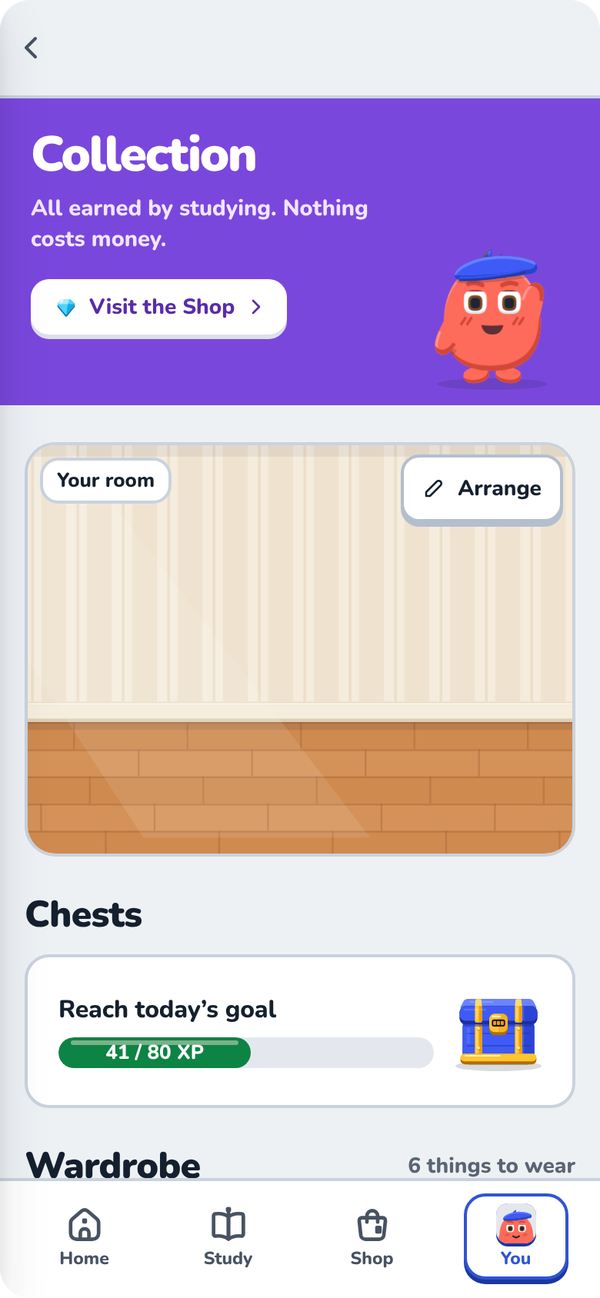 Collection
All earned by studying. Nothing
costs money.
Visit the Shop
Your room
Arrange
Chests
Reach today’s goal
41 / 80 XP
Wardrobe
6 things to wear
Home
Study
Shop
You